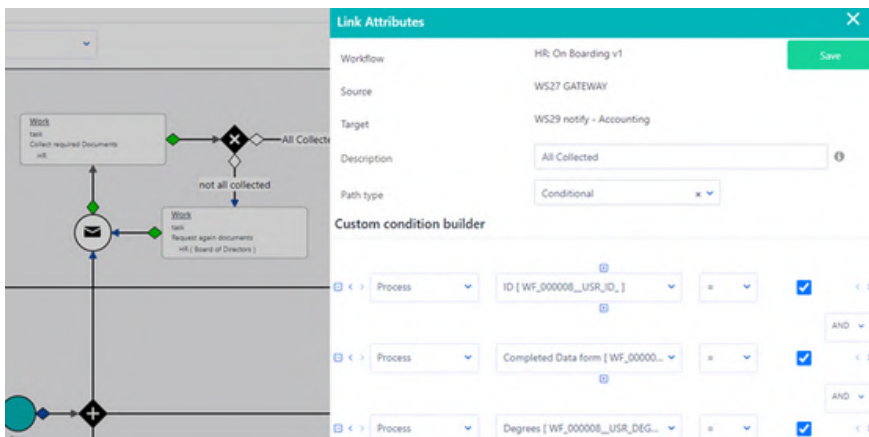 Link Attributes
Workflow
HR: On Boarding v1
Save
Source
WS27 GATEWAY
Target
WS29 notify - Accounting
Description
All Collected
Path type
Conditional
Custom condition builder
Process
ID [ WF_000008__USR_ID_ ]
=
AND
Process
Completed Data form [ WF_00000...
=
AND
Process
Degrees [ WF_000008__USR_DEG...
=
Work
task
Collect required Documents
HR
All Collecte
not all collected
Work
task
Request again documents
HR ( Board of Directors )